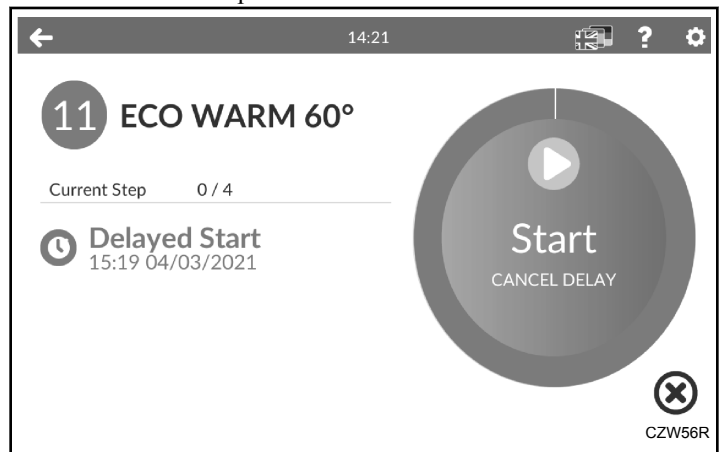 14:21
?
11 ECO WARM 60°
Current Step 0 / 4
Delayed Start
15:19 04/03/2021
Start
CANCEL DELAY
CZW56R